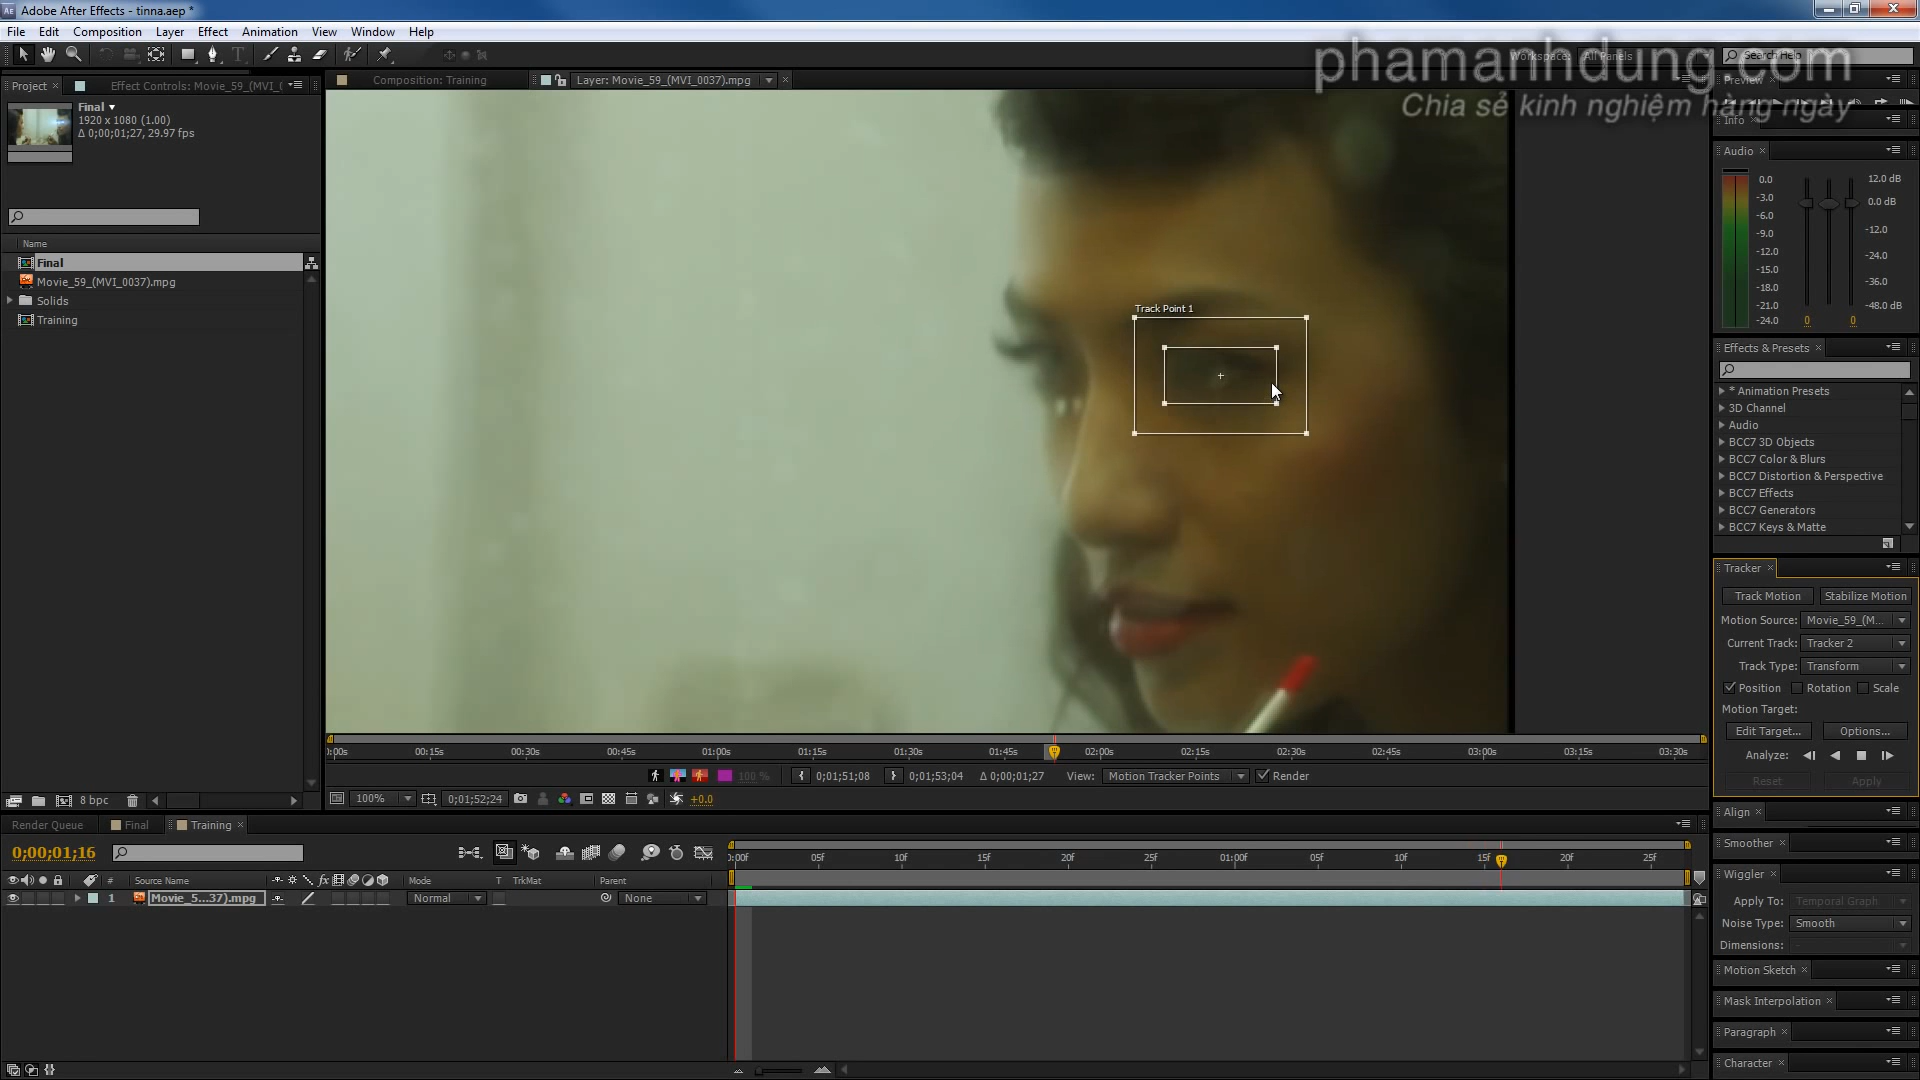 Adobe After Effects - tinna.aep *
File Edit Composition Layer Effect Animation View Window Help
phamanhdung.com
Chia sẻ kinh nghiệm hàng ngày
Workspace: All Panels
Search Help
Project
Effect Controls: Movie_59_(MVI_(
Composition: Training
Layer: Movie_59_(MVI_0037).mpg
Final
1920 x 1080 (1.00)
Δ 0;00;01;27, 29.97 fps
Name
Final
Movie_59_(MVI_0037).mpg
Solids
Training
8 bpc
Track Point 1
:00s 00:15s 00:30s 00:45s 01:00s 01:15s 01:30s 01:45s 02:00s 02:15s 02:30s 02:45s 03:00s 03:15s 03:30s
100 % 0;01;51;08 0;01;53;04 Δ 0;00;01;27 View: Motion Tracker Points Render
100% 0;01;52;24 +0.0
Preview
Info
Audio
0.0
-3.0
-6.0
-9.0
-12.0
-15.0
-18.0
-21.0
-24.0
12.0 dB
0.0 dB
-12.0
-24.0
-36.0
-48.0 dB
0 0
Effects & Presets
* Animation Presets
3D Channel
Audio
BCC7 3D Objects
BCC7 Color & Blurs
BCC7 Distortion & Perspective
BCC7 Effects
BCC7 Generators
BCC7 Keys & Matte
Tracker
Track Motion Stabilize Motion
Motion Source: Movie_59_(M...
Current Track: Tracker 2
Track Type: Transform
Position Rotation Scale
Motion Target:
Edit Target... Options...
Analyze:
Reset Apply
Align
Smoother
Wiggler
Apply To: Temporal Graph
Noise Type: Smooth
Dimensions: -
Motion Sketch
Mask Interpolation
Paragraph
Character
Render Queue Final Training
0;00;01;16
:00f 05f 10f 15f 20f 25f 01:00f 05f 10f 15f 20f 25f
# Source Name fx Mode T TrkMat Parent
1 Movie_5...37).mpg Normal None